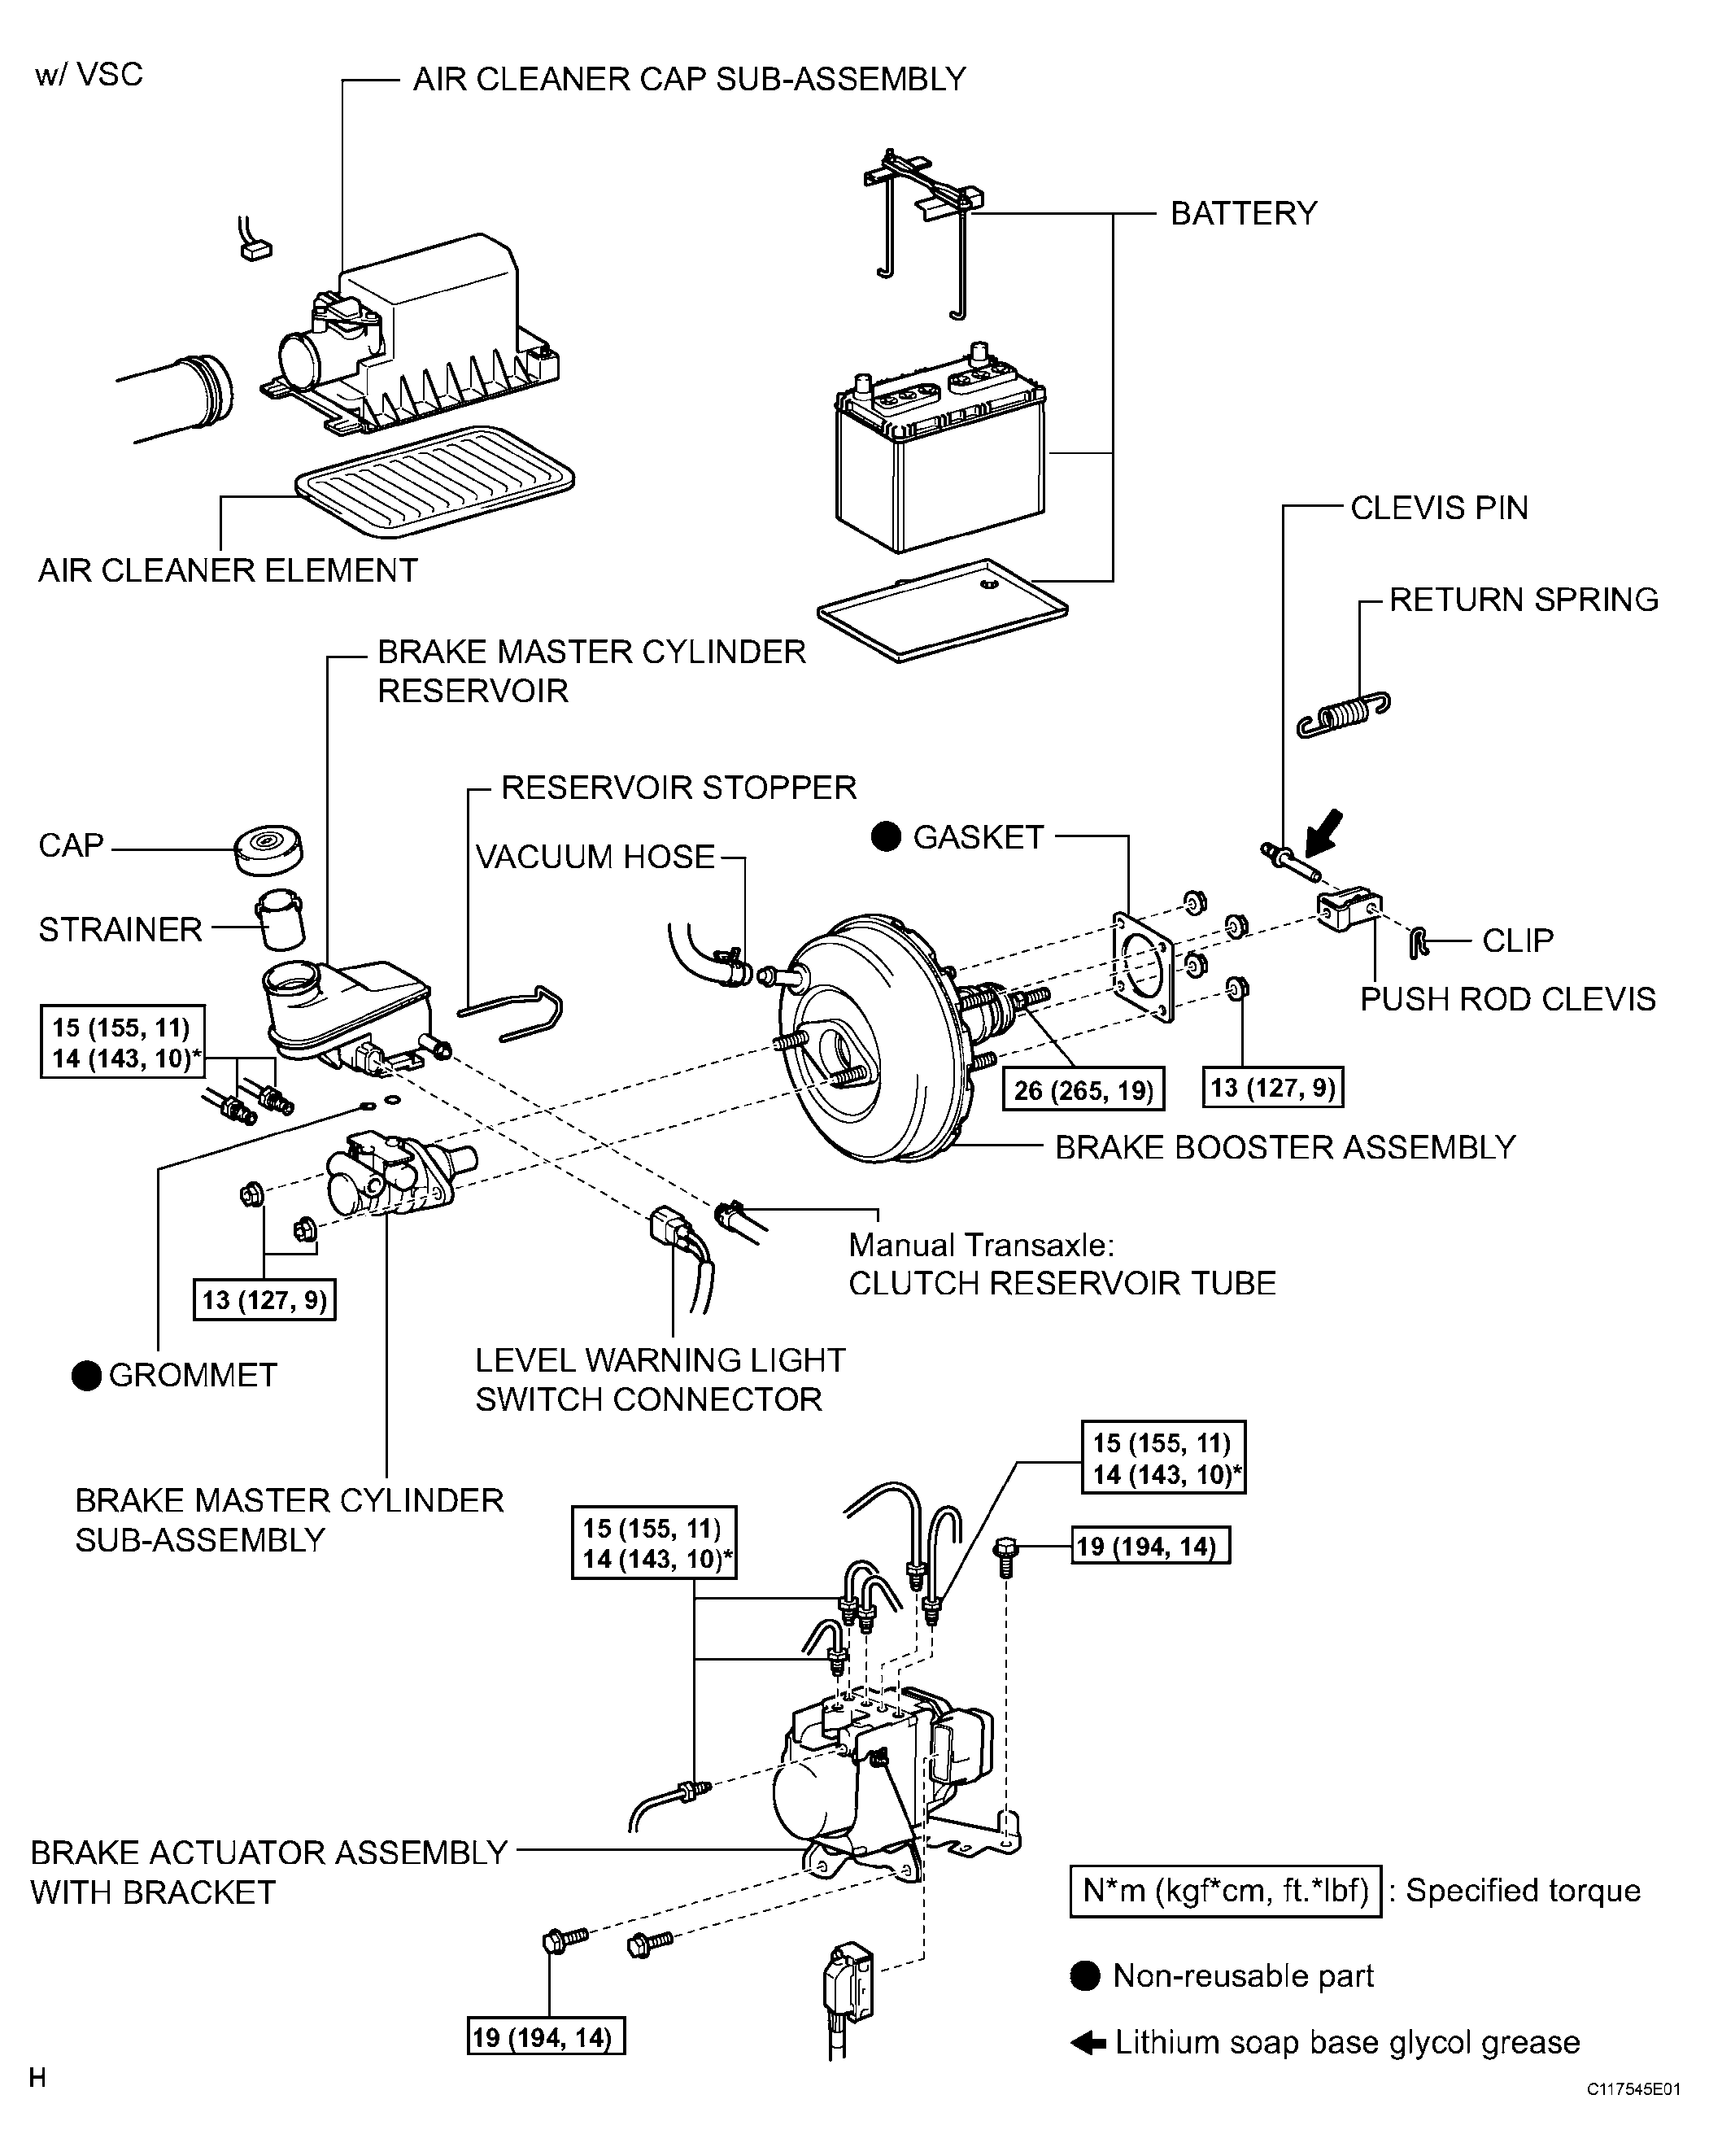 w/ VSC
AIR CLEANER CAP SUB-ASSEMBLY
BATTERY
CLEVIS PIN
AIR CLEANER ELEMENT
RETURN SPRING
BRAKE MASTER CYLINDER
RESERVOIR
RESERVOIR STOPPER
CAP
VACUUM HOSE
GASKET
STRAINER
CLIP
PUSH ROD CLEVIS
15 (155, 11)
14 (143, 10)*
26 (265, 19)
13 (127, 9)
BRAKE BOOSTER ASSEMBLY
Manual Transaxle:
CLUTCH RESERVOIR TUBE
13 (127, 9)
GROMMET
LEVEL WARNING LIGHT
SWITCH CONNECTOR
BRAKE MASTER CYLINDER
SUB-ASSEMBLY
15 (155, 11)
14 (143, 10)*
15 (155, 11)
14 (143, 10)*
19 (194, 14)
BRAKE ACTUATOR ASSEMBLY
WITH BRACKET
N*m (kgf*cm, ft.*lbf) : Specified torque
Non-reusable part
19 (194, 14)
Lithium soap base glycol grease
H
C117545E01